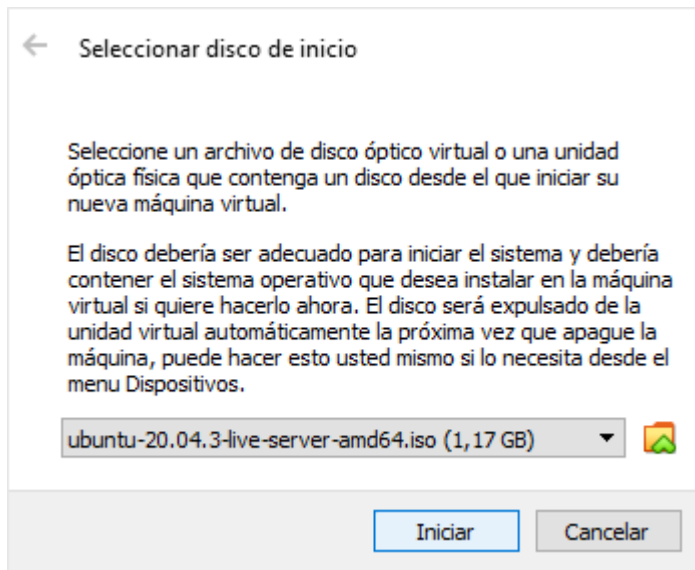 Seleccionar disco de inicio
Seleccione un archivo de disco óptico virtual o una unidad
óptica física que contenga un disco desde el que iniciar su
nueva máquina virtual.
El disco debería ser adecuado para iniciar el sistema y debería
contener el sistema operativo que desea instalar en la máquina
virtual si quiere hacerlo ahora. El disco será expulsado de la
unidad virtual automáticamente la próxima vez que apague la
máquina, puede hacer esto usted mismo si lo necesita desde el
menu Dispositivos.
ubuntu-20.04.3-live-server-amd64.iso (1,17 GB)
Iniciar
Cancelar